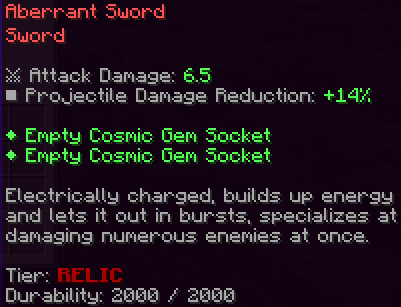 Aberrant Sword
Sword
⚔ Attack Damage: 6.5
■ Projectile Damage Reduction: +14%
◆ Empty Cosmic Gem Socket
◆ Empty Cosmic Gem Socket
Electrically charged, builds up energy
and lets it out in bursts, specializes at
damaging numerous enemies at once.
Tier: RELIC
Durability: 2000 / 2000